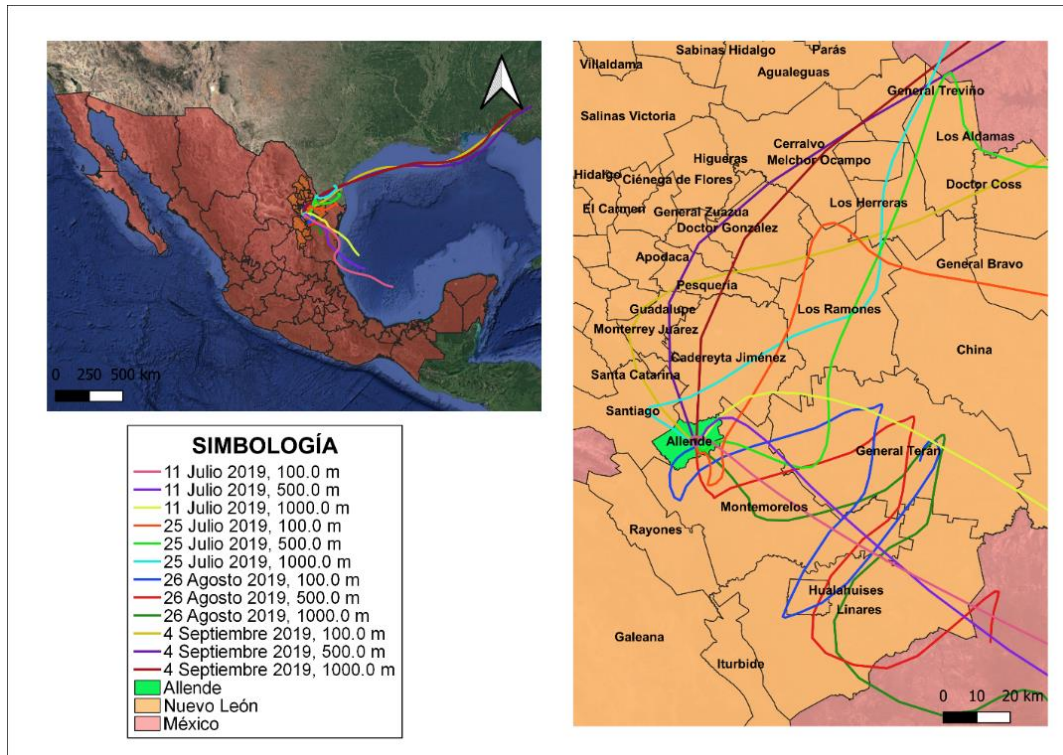 0 250 500 km
SIMBOLOGÍA
11 Julio 2019, 100.0 m
11 Julio 2019, 500.0 m
11 Julio 2019, 1000.0 m
25 Julio 2019, 100.0 m
25 Julio 2019, 500.0 m
25 Julio 2019, 1000.0 m
26 Agosto 2019, 100.0 m
26 Agosto 2019, 500.0 m
26 Agosto 2019, 1000.0 m
4 Septiembre 2019, 100.0 m
4 Septiembre 2019, 500.0 m
4 Septiembre 2019, 1000.0 m
Allende
Nuevo León
México
Sabinas Hidalgo
Parás
Villaldama
Agualeguas
General Treviño
Salinas Victoria
Los Aldamas
Cerralvo
Higueras
Melchor Ocampo
Hidalgo
Ciénega de Flores
Doctor Coss
El Carmen
General Zuazua
Los Herreras
Doctor González
Apodaca
General Bravo
Pesquería
Guadalupe
Los Ramones
Monterrey
Juárez
China
Cadereyta Jiménez
Santa Catarina
Santiago
Allende
General Terán
Montemorelos
Rayones
Hualahuises
Linares
Galeana
Iturbide
0 10 20 km